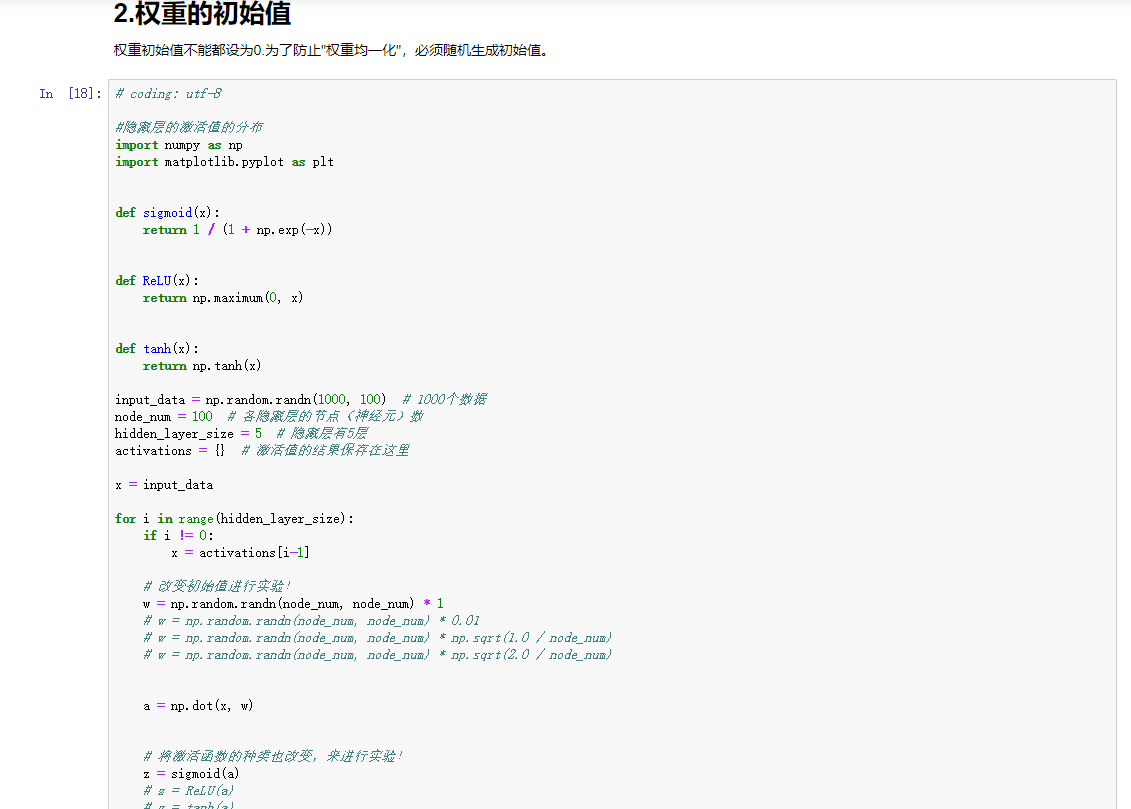 2.权重的初始值
权重初始值不能都设为0.为了防止"权重均一化"，必须随机生成初始值。
In [18]:
# coding: utf-8
#隐藏层的激活值的分布
import numpy as np
import matplotlib.pyplot as plt
def sigmoid(x):
    return 1 / (1 + np.exp(-x))
def ReLU(x):
    return np.maximum(0, x)
def tanh(x):
    return np.tanh(x)
input_data = np.random.randn(1000, 100)  # 1000个数据
node_num = 100  # 各隐藏层的节点（神经元）数
hidden_layer_size = 5  # 隐藏层有5层
activations = {}  # 激活值的结果保存在这里
x = input_data
for i in range(hidden_layer_size):
    if i != 0:
        x = activations[i-1]
    # 改变初始值进行实验！
    w = np.random.randn(node_num, node_num) * 1
    # w = np.random.randn(node_num, node_num) * 0.01
    # w = np.random.randn(node_num, node_num) * np.sqrt(1.0 / node_num)
    # w = np.random.randn(node_num, node_num) * np.sqrt(2.0 / node_num)
    a = np.dot(x, w)
    # 将激活函数的种类也改变，来进行实验！
    z = sigmoid(a)
    # z = ReLU(a)
    # z = tanh(a)